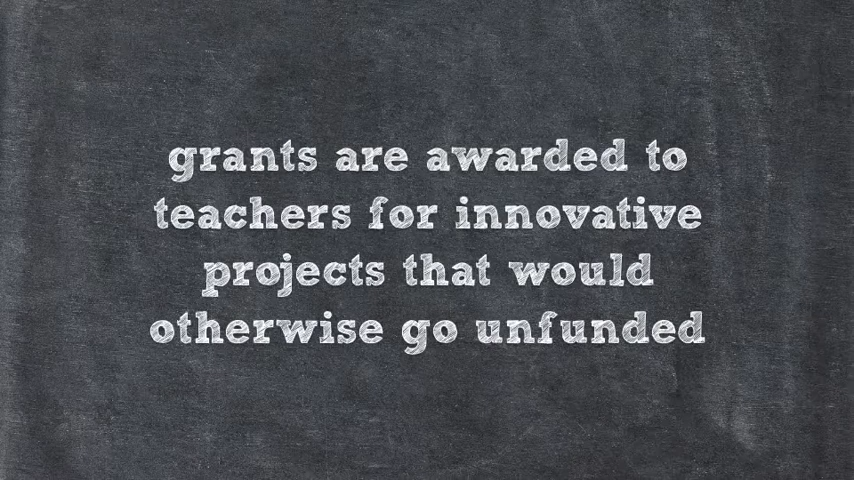 grants are awarded to
teachers for innovative
projects that would
otherwise go unfunded